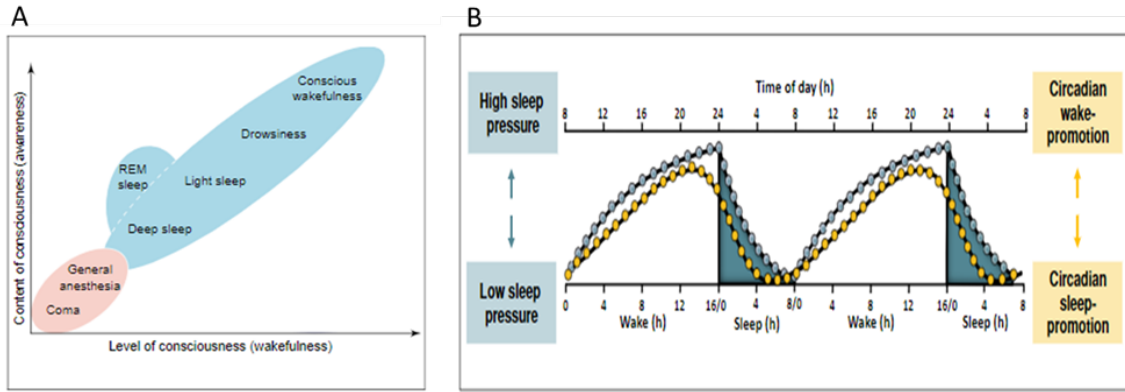 A
Content of consciousness (awareness)
Conscious
wakefulness
Drowsiness
REM
sleep
Light sleep
Deep sleep
General
anesthesia
Coma
Level of consciousness (wakefulness)
B
High sleep
pressure
Low sleep
pressure
Time of day (h)
8 12 16 20 24 4 8 12 16 20 24 4 8
0 4 8 12 16/0 4 8/0 4 8 12 16/0 4 8
Wake (h) Sleep (h) Wake (h) Sleep (h)
Circadian
wake-
promotion
Circadian
sleep-
promotion